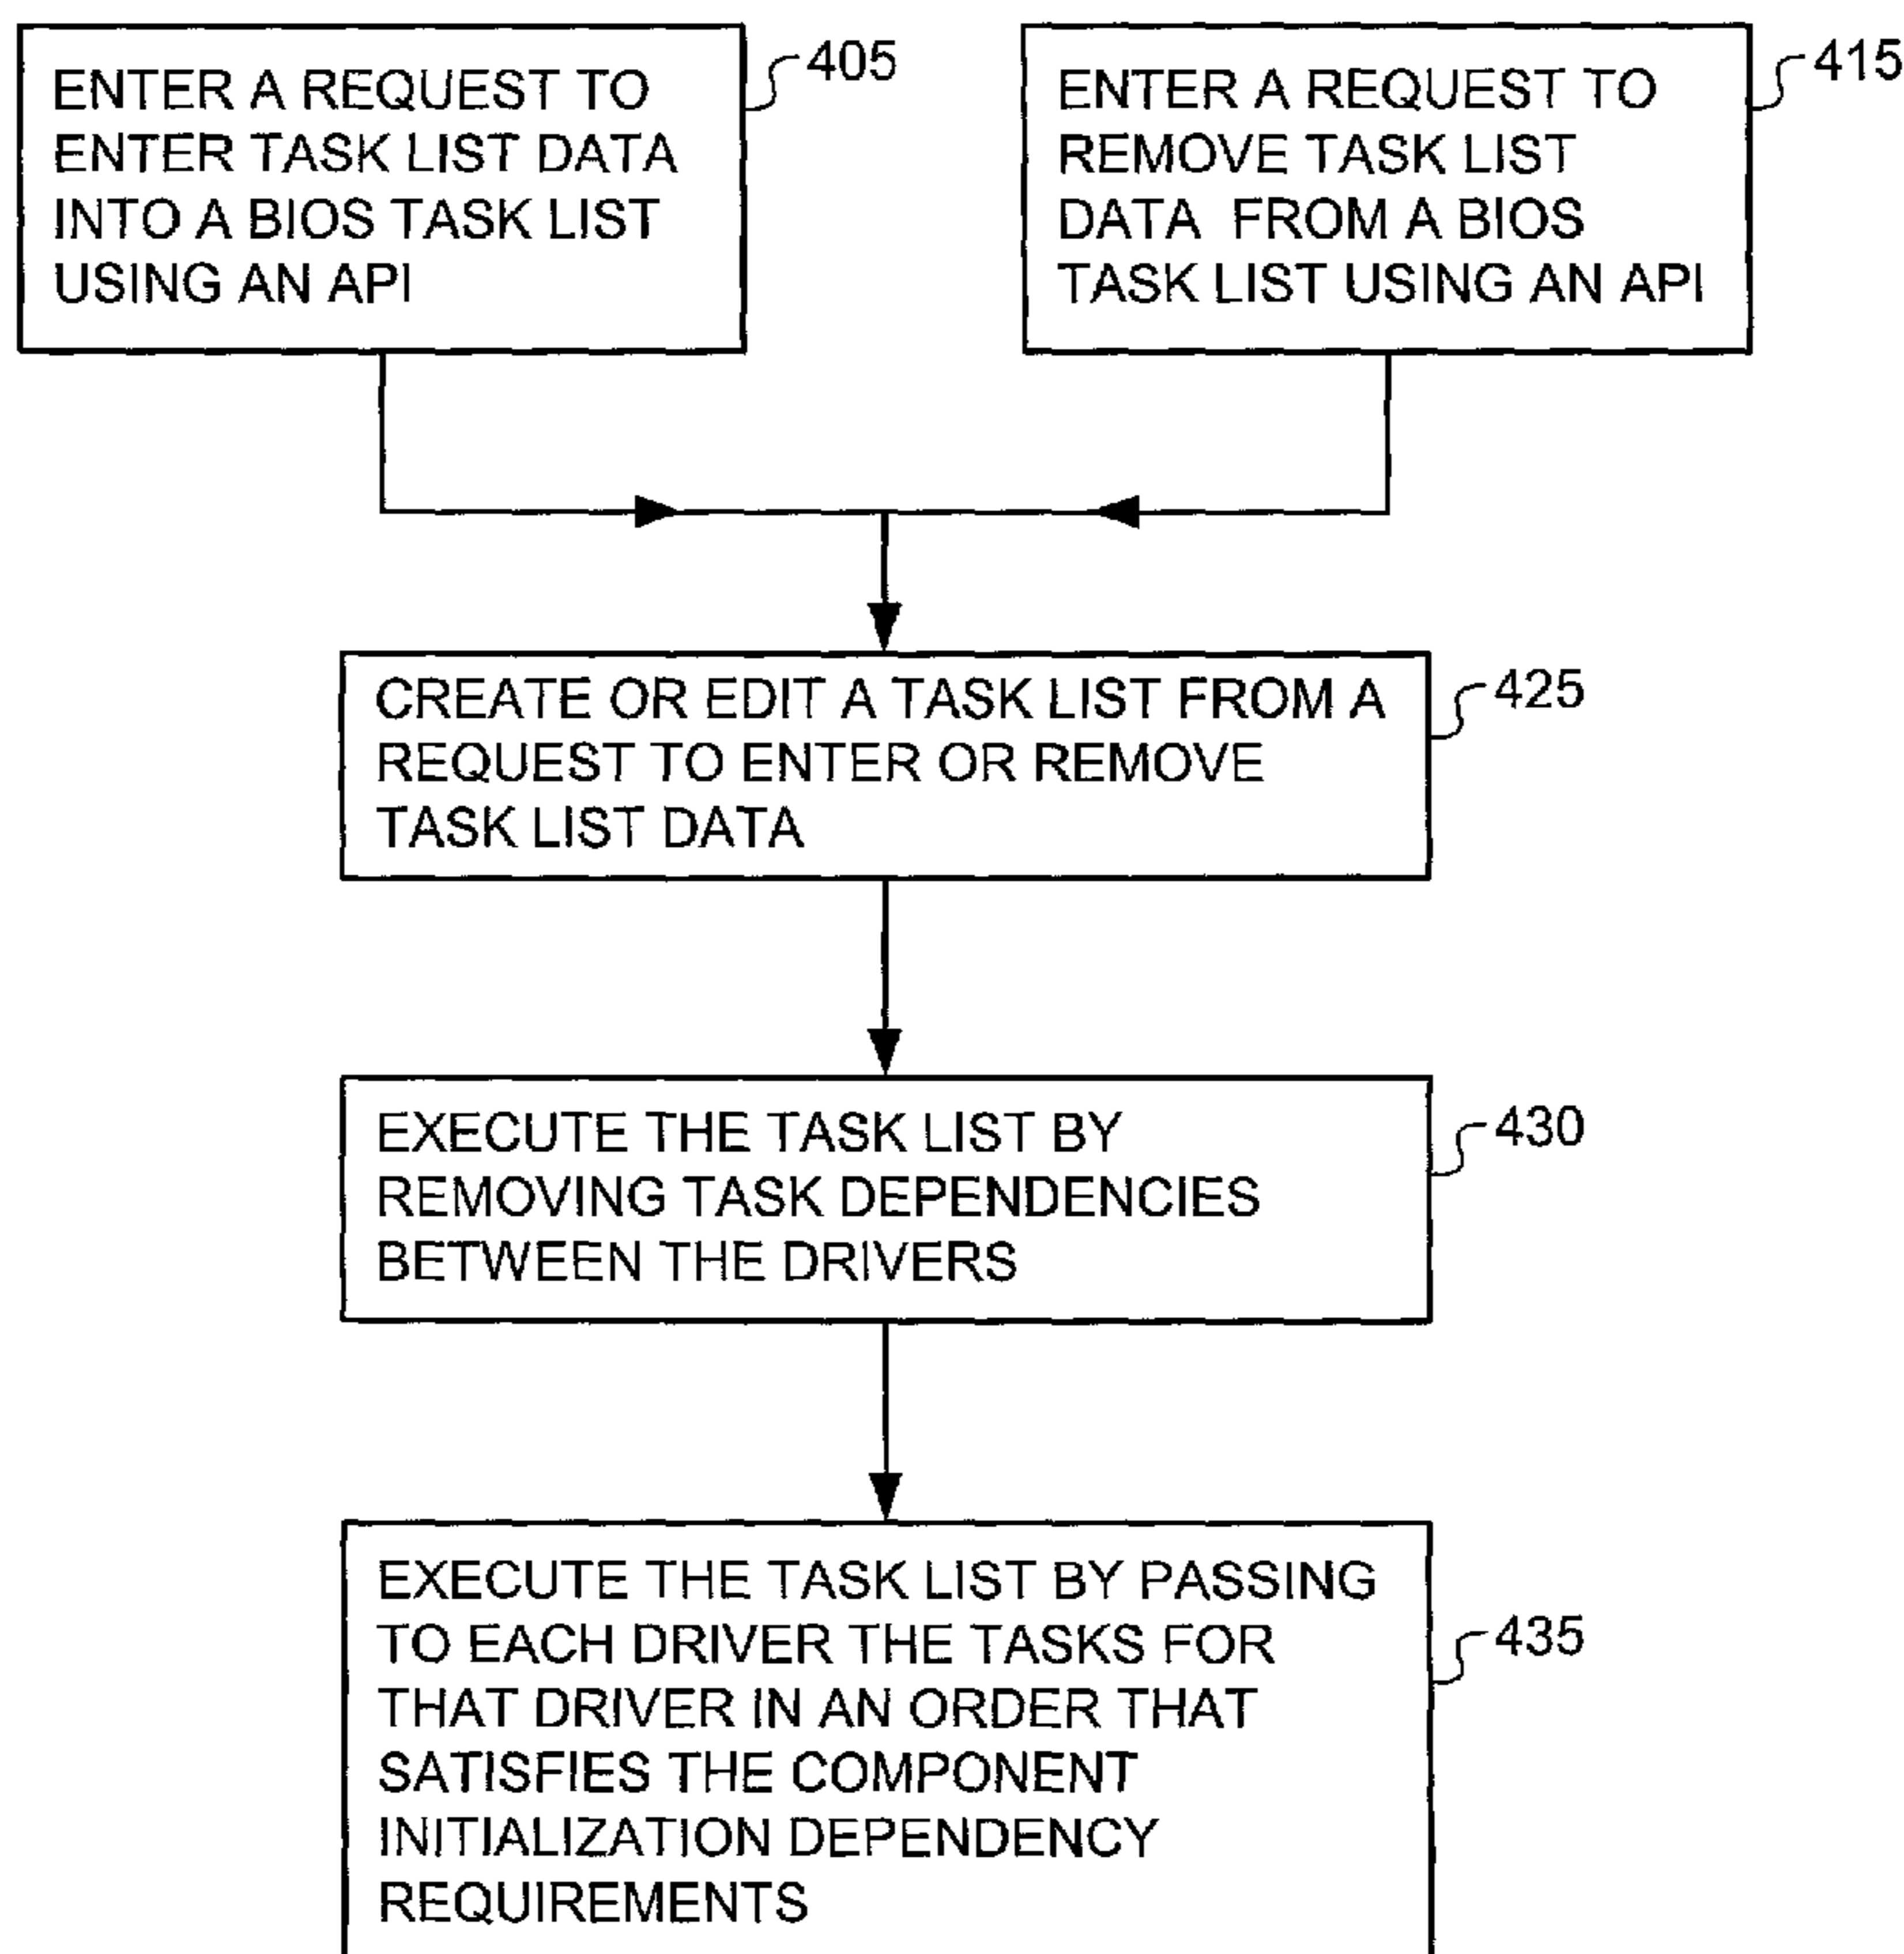 ENTER A REQUEST TO
ENTER TASK LIST DATA
INTO A BIOS TASK LIST
USING AN API
405
ENTER A REQUEST TO
REMOVE TASK LIST
DATA FROM A BIOS
TASK LIST USING AN API
415
CREATE OR EDIT A TASK LIST FROM A
REQUEST TO ENTER OR REMOVE
TASK LIST DATA
425
EXECUTE THE TASK LIST BY
REMOVING TASK DEPENDENCIES
BETWEEN THE DRIVERS
430
EXECUTE THE TASK LIST BY PASSING
TO EACH DRIVER THE TASKS FOR
THAT DRIVER IN AN ORDER THAT
SATISFIES THE COMPONENT
INITIALIZATION DEPENDENCY
REQUIREMENTS
435